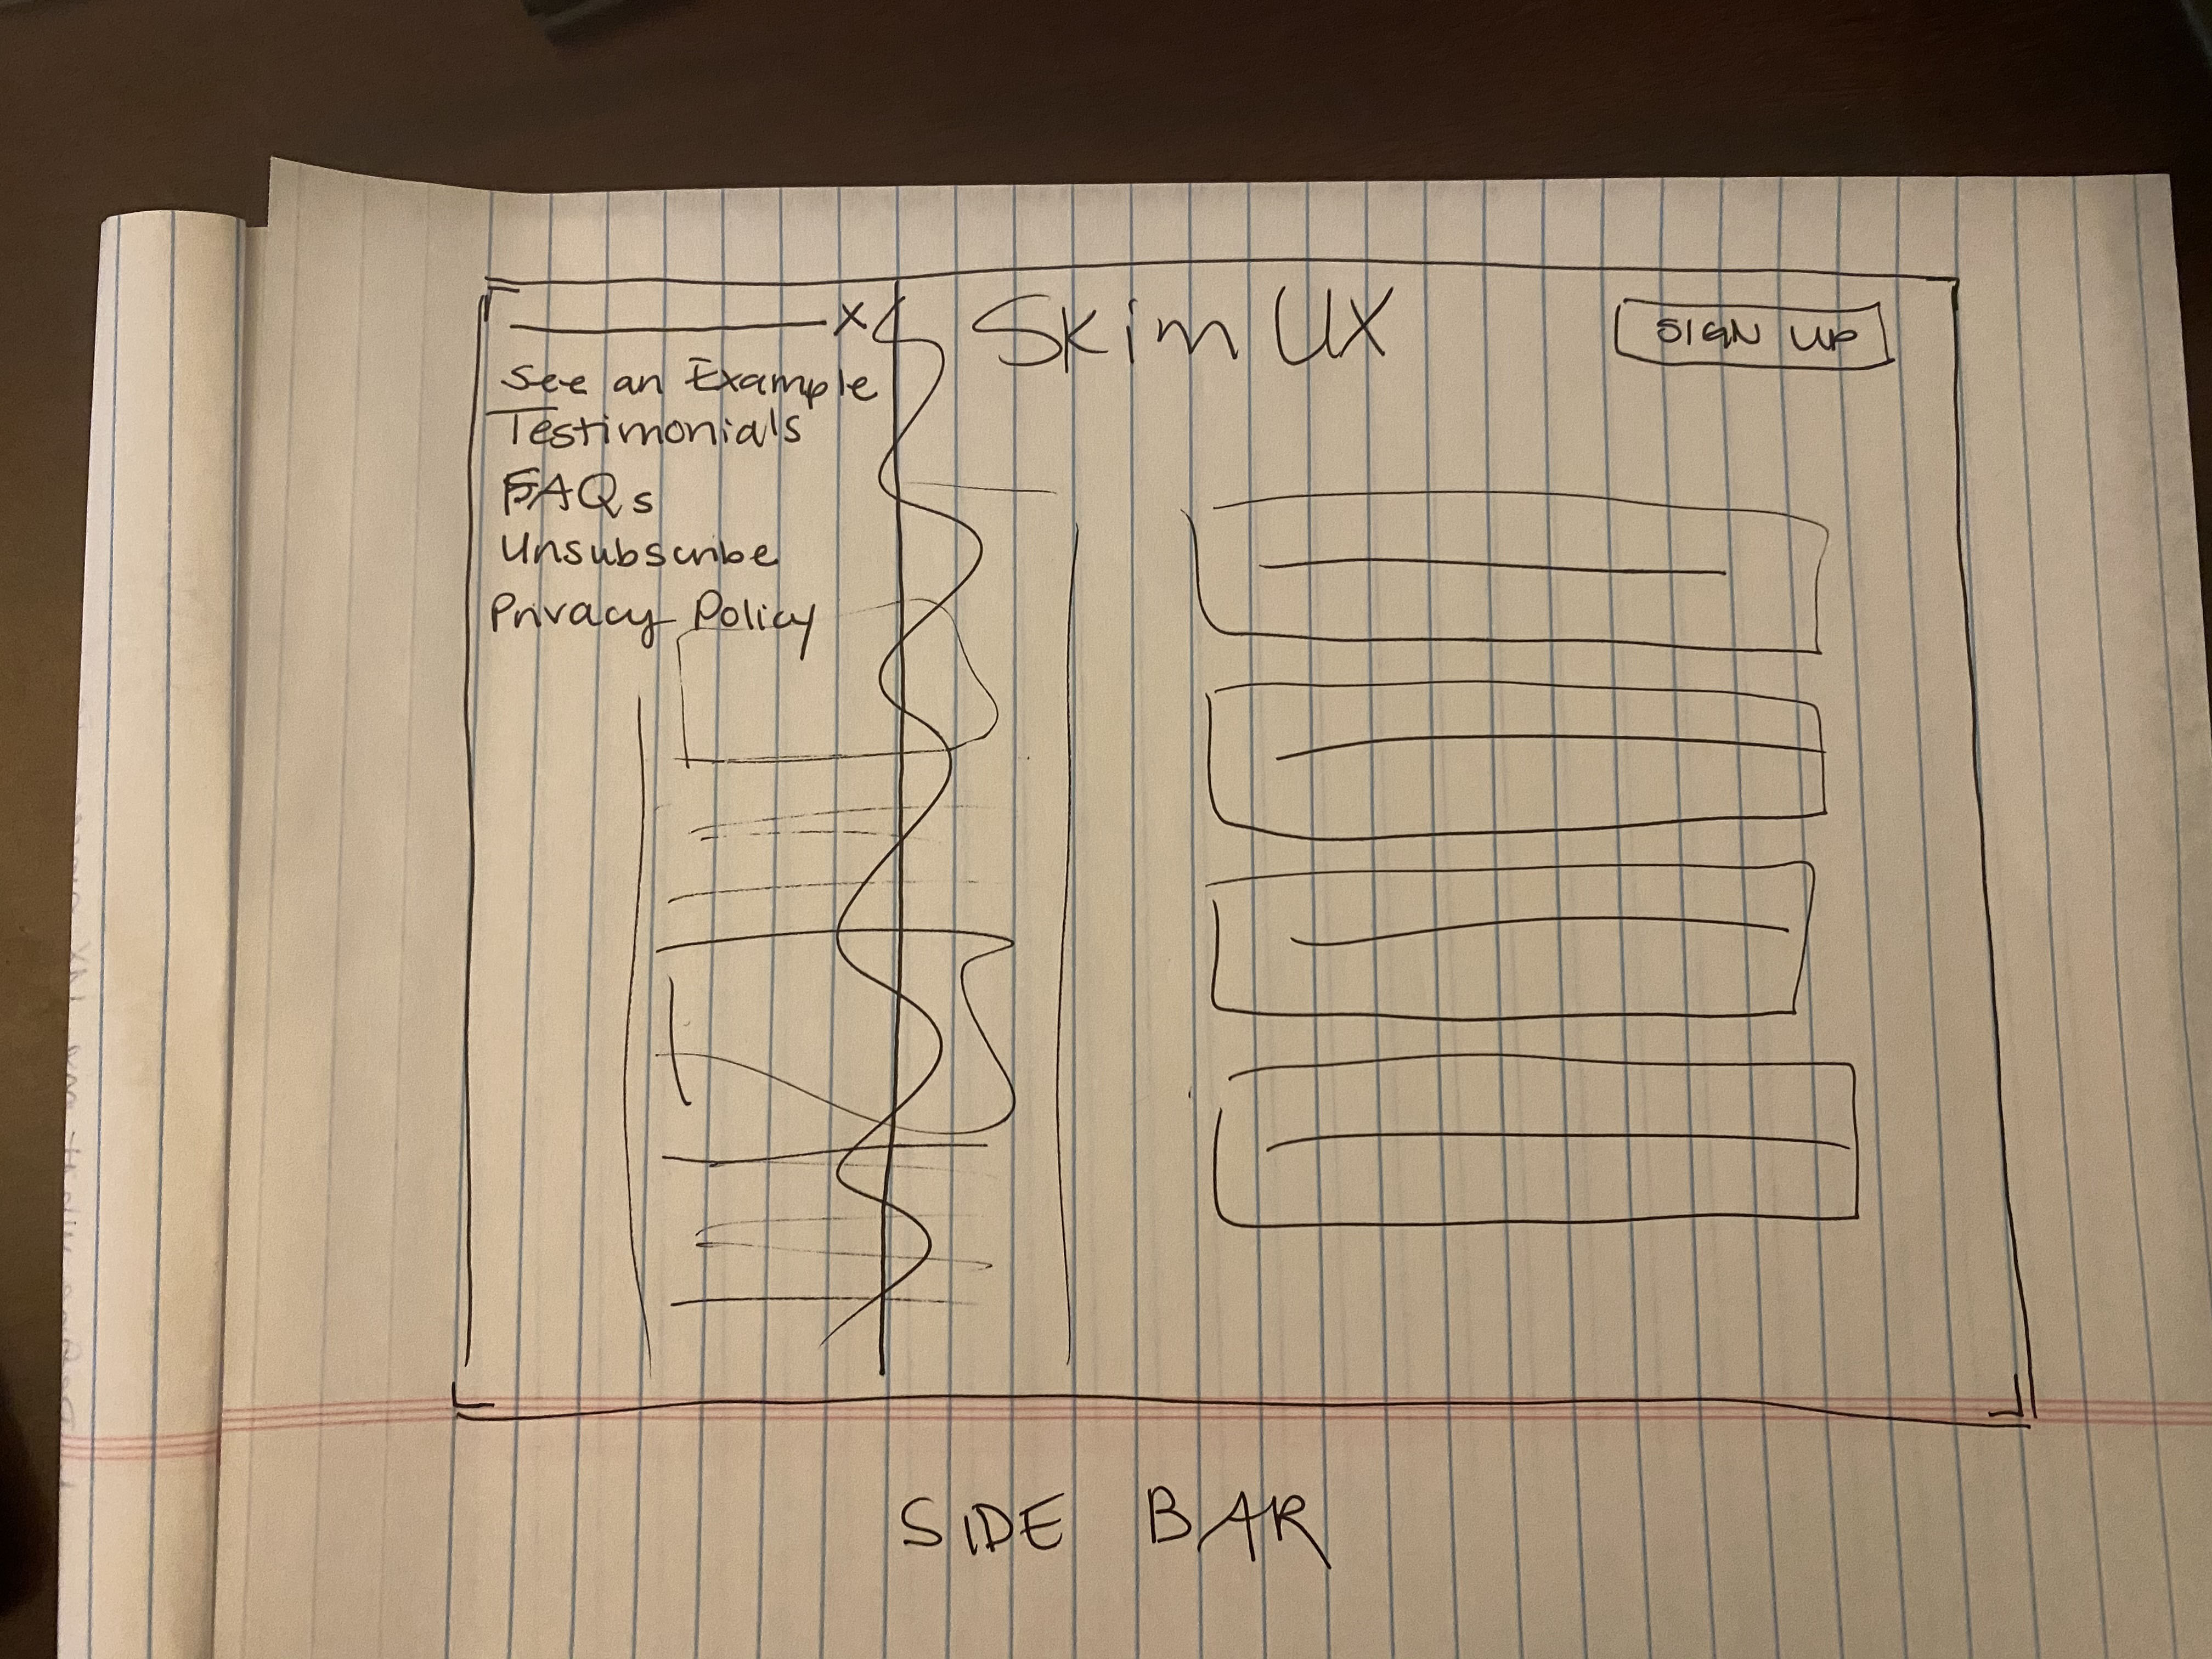 X
Skim UX
SIGN UP
See an Example
Testimonials
FAQs
Unsubscribe
Privacy Policy
SIDE BAR